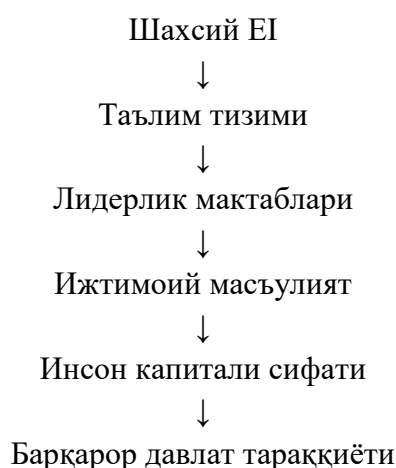 Шахсий EI
↓
Таълим тизими
↓
Лидерлик мактаблари
↓
Ижтимоий масъулият
↓
Инсон капитали сифати
↓
Барқарор давлат тараққиёти